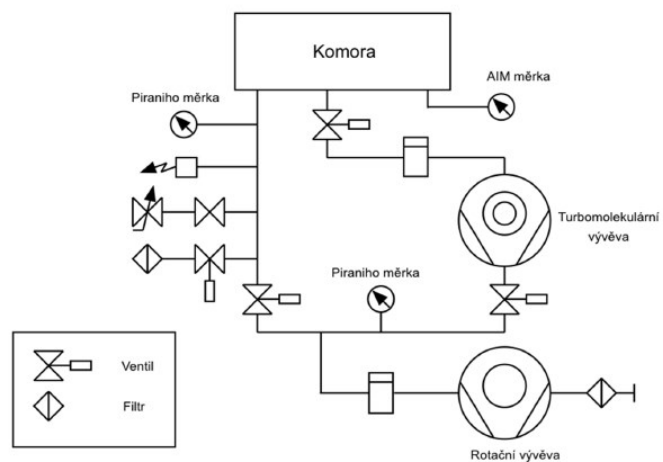 Komora
AIM měrka
Piraniho měrka
Turbomolekulární
vývěva
Piraniho měrka
Ventil
Filtr
Rotační vývěva